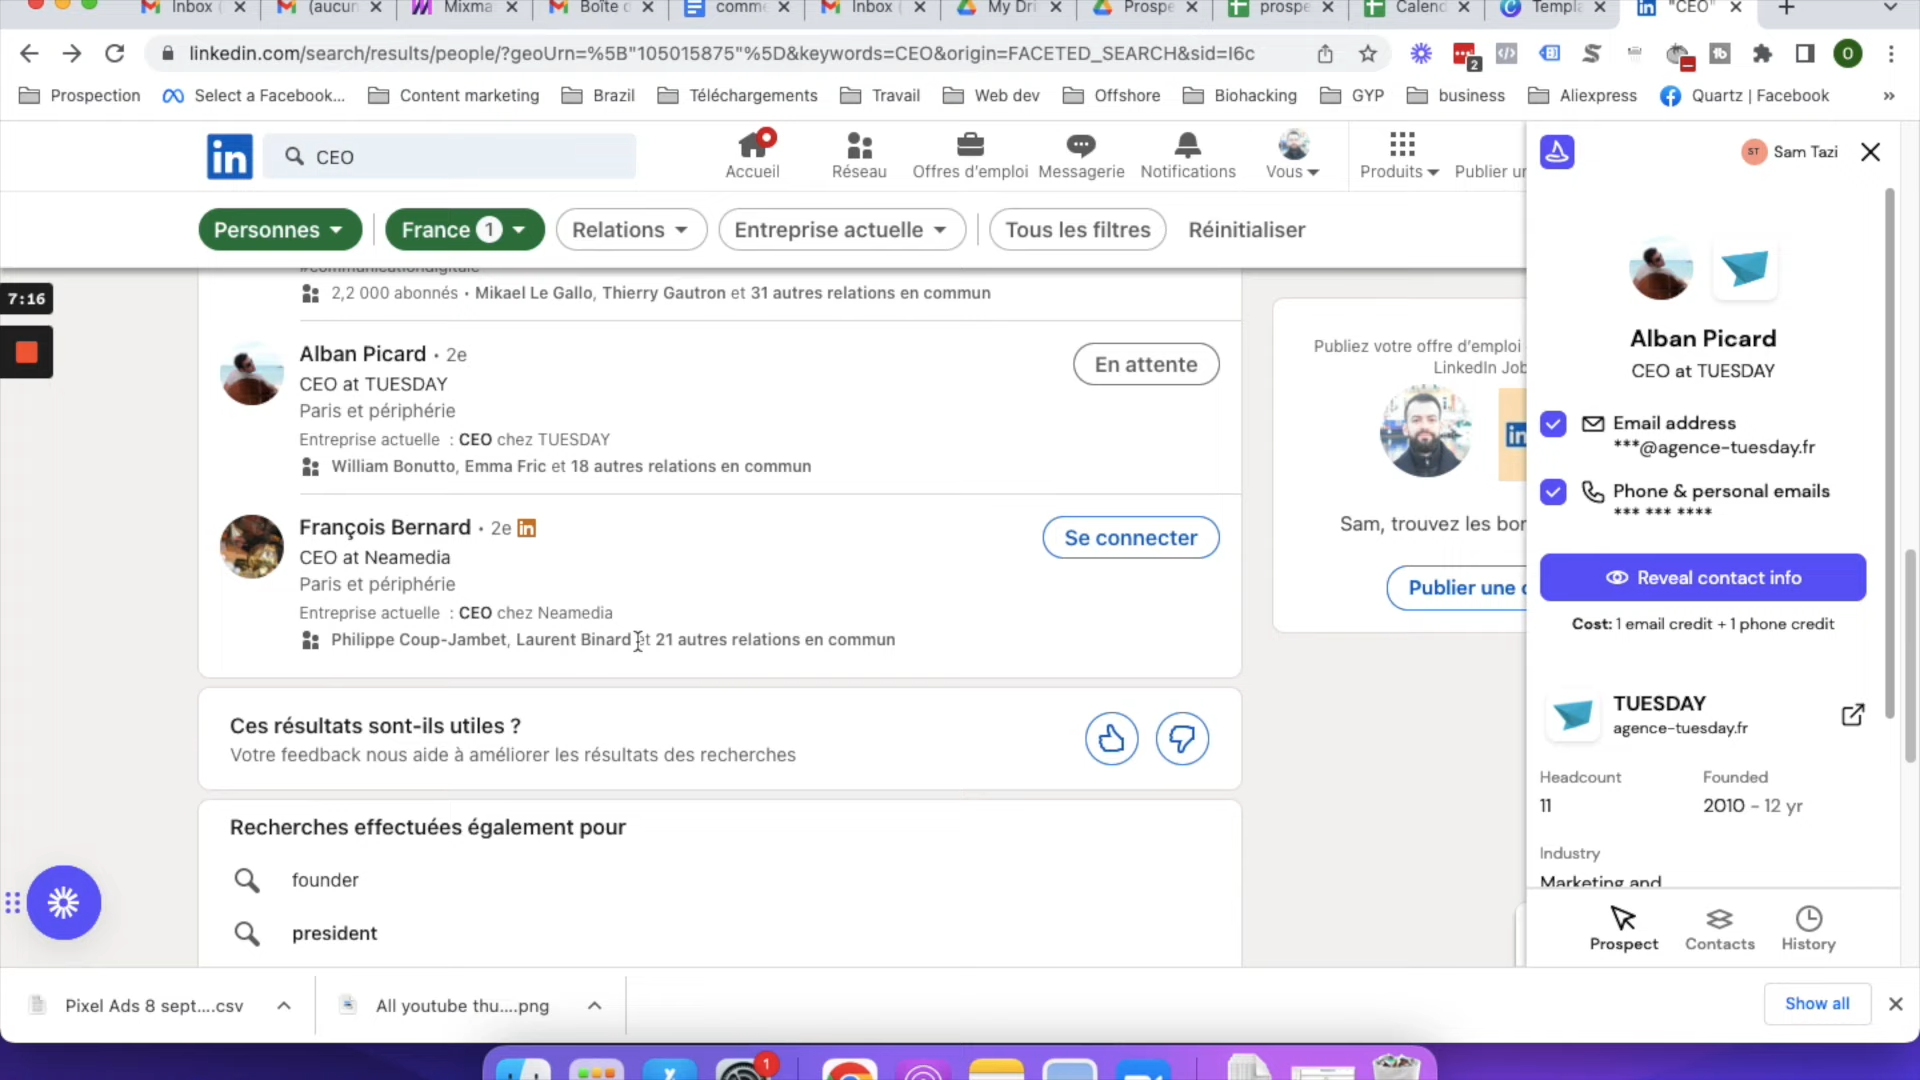 Inbox (
(aucun
Mixma
Boîte d
comme
Inbox (
My Dri
Prospe
prospe
Calend
Templa
"CEO"
linkedin.com/search/results/people/?geoUrn=%5B"105015875"%5D&keywords=CEO&origin=FACETED_SEARCH&sid=I6c
2
O
Prospection
Select a Facebook...
Content marketing
Brazil
Téléchargements
Travail
Web dev
Offshore
Biohacking
GYP
business
Aliexpress
Quartz | Facebook
»
in
CEO
Accueil
Réseau
Offres d'emploi
Messagerie
Notifications
Vous
Produits
Publier un
Personnes
France 1
Relations
Entreprise actuelle
Tous les filtres
Réinitialiser
7:16
#communicationdigitale
2,2 000 abonnés • Mikael Le Gallo, Thierry Gautron et 31 autres relations en commun
Alban Picard • 2e
CEO at TUESDAY
Paris et périphérie
Entreprise actuelle : CEO chez TUESDAY
William Bonutto, Emma Fric et 18 autres relations en commun
En attente
François Bernard • 2e in
CEO at Neamedia
Paris et périphérie
Entreprise actuelle : CEO chez Neamedia
Philippe Coup-Jambet, Laurent Binard et 21 autres relations en commun
Se connecter
Ces résultats sont-ils utiles ?
Votre feedback nous aide à améliorer les résultats des recherches
Recherches effectuées également pour
founder
president
Publiez votre offre d'emploi
LinkedIn Job
in
Sam, trouvez les bon
Publier une o
ST
Sam Tazi
Alban Picard
CEO at TUESDAY
Email address
***@agence-tuesday.fr
Phone & personal emails
*** *** ****
Reveal contact info
Cost: 1 email credit + 1 phone credit
TUESDAY
agence-tuesday.fr
Headcount
Founded
11
2010 - 12 yr
Industry
Marketing and
Prospect
Contacts
History
Pixel Ads 8 sept....csv
All youtube thu....png
Show all
1